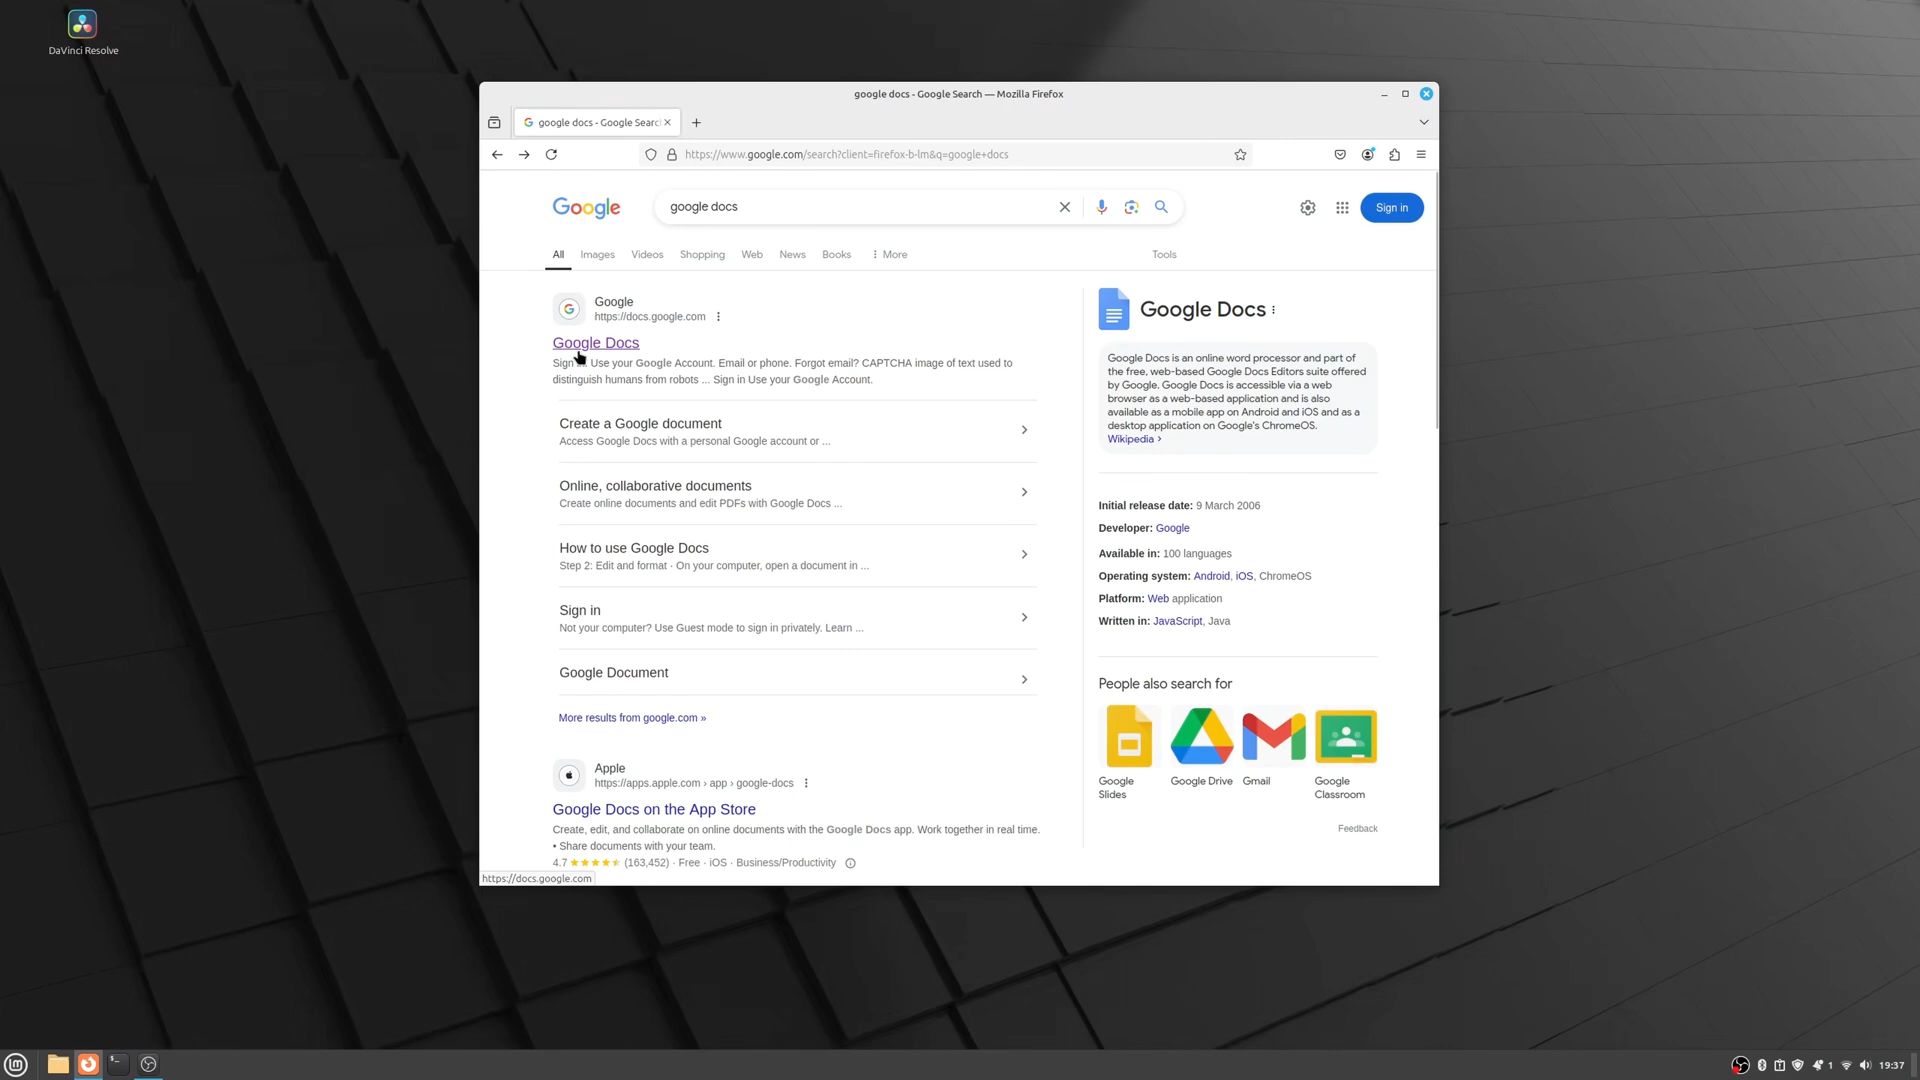 DaVinci Resolve
google docs - Google Search — Mozilla Firefox
google docs - Google Searc
https://www.google.com/search?client=firefox-b-lm&q=google+docs
Google
google docs
Sign in
All Images Videos Shopping Web News Books More
Tools
Google
https://docs.google.com
Google Docs
Sign in. Use your Google Account. Email or phone. Forgot email? CAPTCHA image of text used to
distinguish humans from robots ... Sign in Use your Google Account.
Create a Google document
Access Google Docs with a personal Google account or ...
Online, collaborative documents
Create online documents and edit PDFs with Google Docs ...
How to use Google Docs
Step 2: Edit and format · On your computer, open a document in ...
Sign in
Not your computer? Use Guest mode to sign in privately. Learn ...
Google Document
More results from google.com »
Apple
https://apps.apple.com › app › google-docs
Google Docs on the App Store
Create, edit, and collaborate on online documents with the Google Docs app. Work together in real time.
• Share documents with your team.
4.7 (163,452) · Free · iOS · Business/Productivity
https://docs.google.com
Google Docs
Google Docs is an online word processor and part of
the free, web-based Google Docs Editors suite offered
by Google. Google Docs is accessible via a web
browser as a web-based application and is also
available as a mobile app on Android and iOS and as a
desktop application on Google's ChromeOS.
Wikipedia ›
Initial release date: 9 March 2006
Developer: Google
Available in: 100 languages
Operating system: Android, iOS, ChromeOS
Platform: Web application
Written in: JavaScript, Java
People also search for
Google
Slides
Google Drive
Gmail
Google
Classroom
Feedback
1
19:37